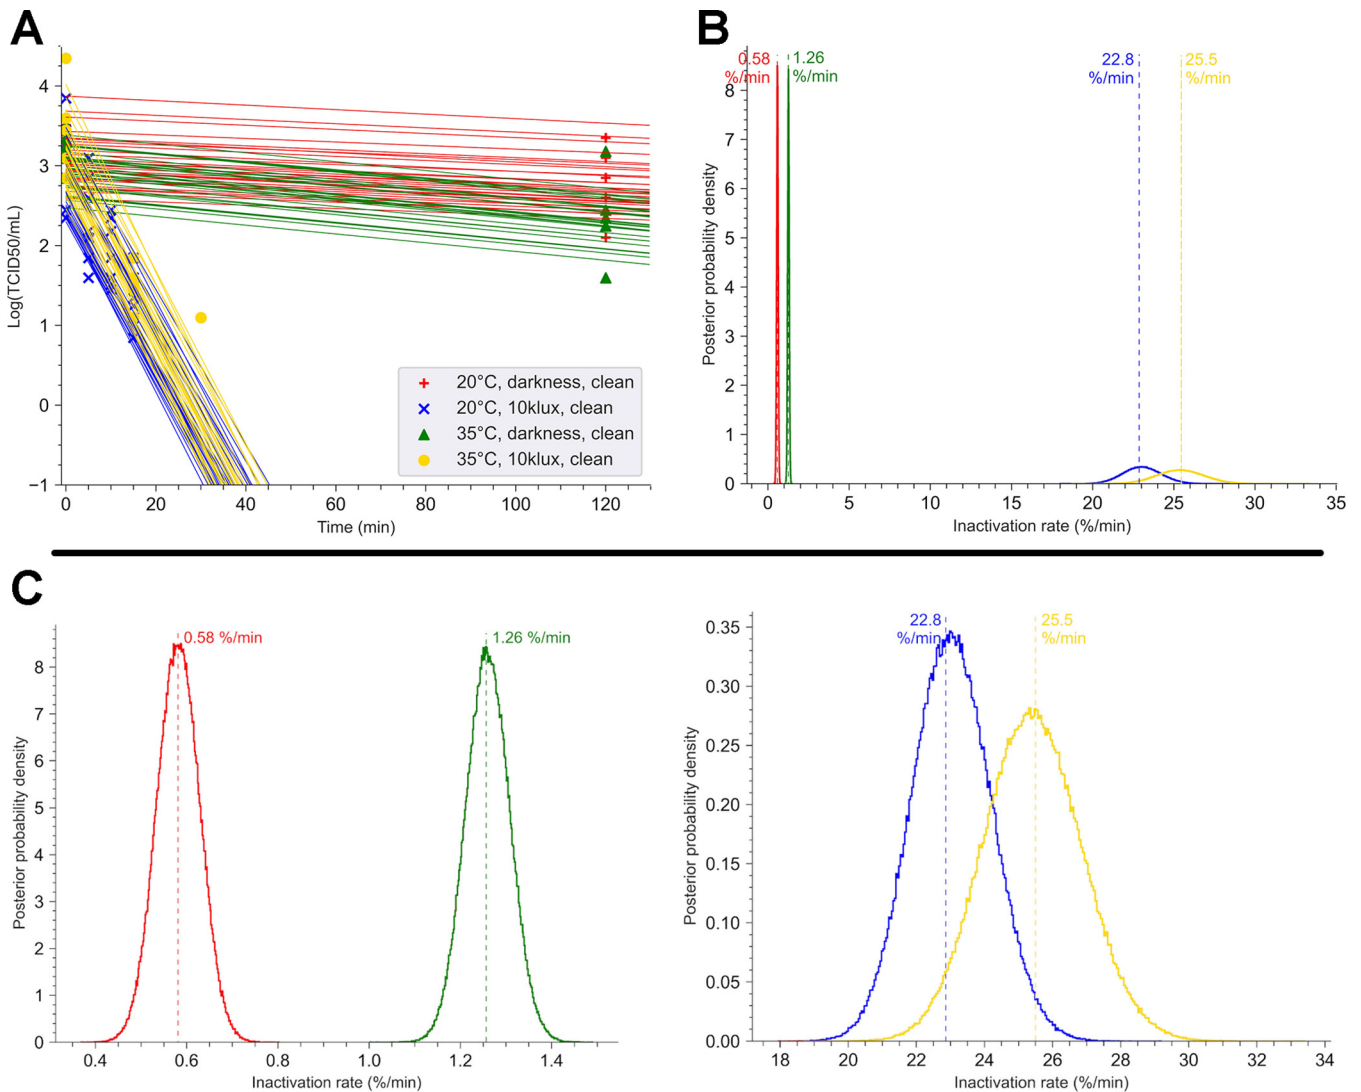 A
4
3
2
1
0
−1
0
20
40
60
80
100
120
Log(TCID50/mL)
Time (min)
20°C, darkness, clean
20°C, 10klux, clean
35°C, darkness, clean
35°C, 10klux, clean
B
0.58
%/min
1.26
%/min
22.8
%/min
25.5
%/min
8
7
6
5
4
3
2
1
0
0
5
10
15
20
25
30
35
Posterior probability density
Inactivation rate (%/min)
C
0.58 %/min
1.26 %/min
8
7
6
5
4
3
2
1
0
0.4
0.6
0.8
1.0
1.2
1.4
Posterior probability density
Inactivation rate (%/min)
22.8
%/min
25.5
%/min
0.35
0.30
0.25
0.20
0.15
0.10
0.05
0.00
18
20
22
24
26
28
30
32
34
Posterior probability density
Inactivation rate (%/min)